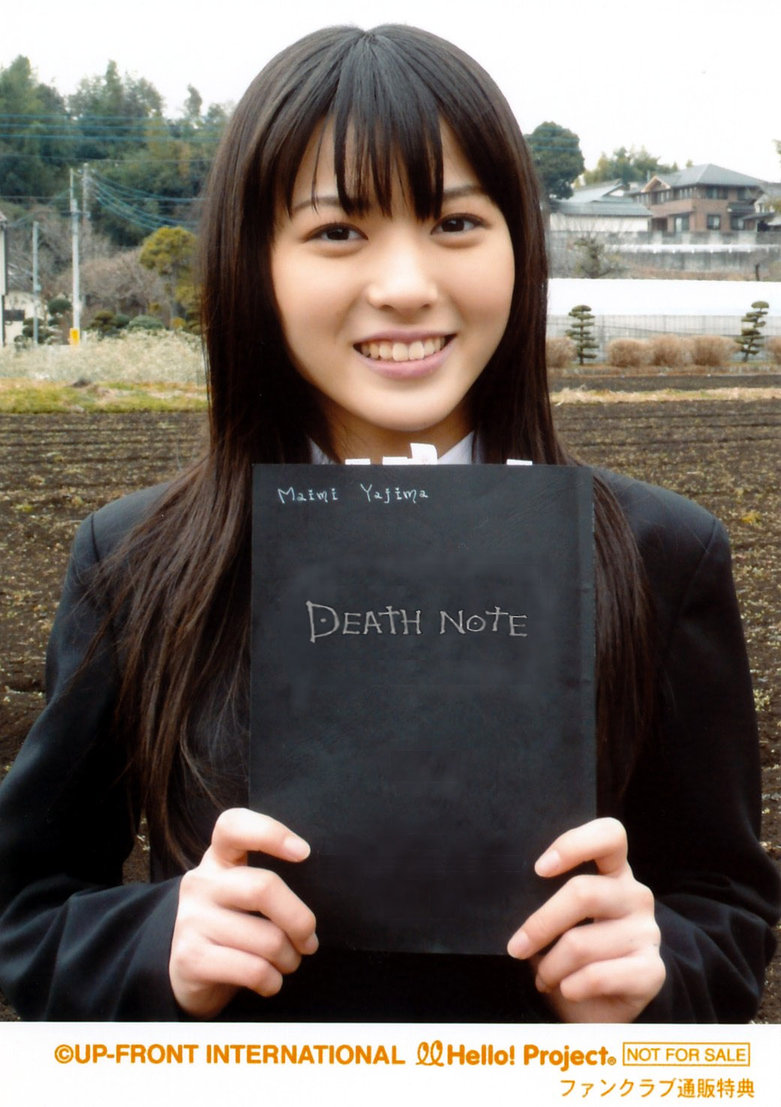 Maimi Yajima
DEATH NOTE
©UP-FRONT INTERNATIONAL Hello! Project® NOT FOR SALE
ファンクラブ通販特典